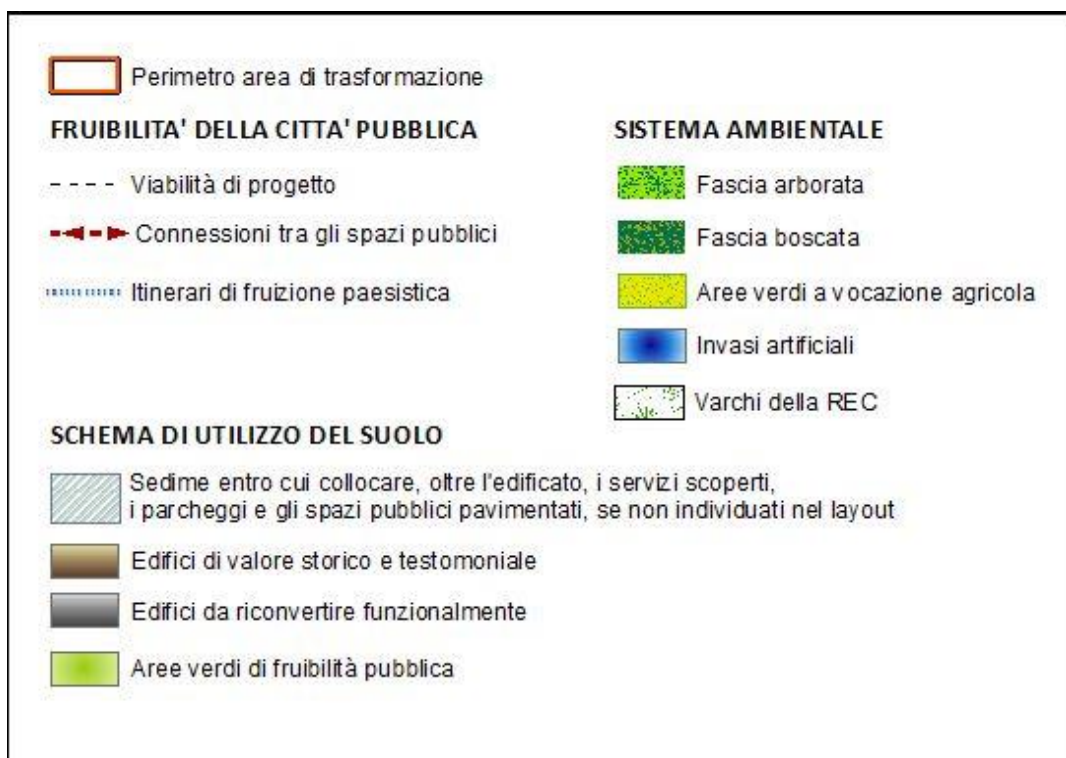 Perimetro area di trasformazione
FRUIBILITA' DELLA CITTA' PUBBLICA
Viabilità di progetto
Connessioni tra gli spazi pubblici
Itinerari di fruizione paesistica
SISTEMA AMBIENTALE
Fascia arborata
Fascia boscata
Aree verdi a vocazione agricola
Invasi artificiali
Varchi della REC
SCHEMA DI UTILIZZO DEL SUOLO
Sedime entro cui collocare, oltre l'edificato, i servizi scoperti,
i parcheggi e gli spazi pubblici pavimentati, se non individuati nel layout
Edifici di valore storico e testomoniale
Edifici da riconvertire funzionalmente
Aree verdi di fruibilità pubblica